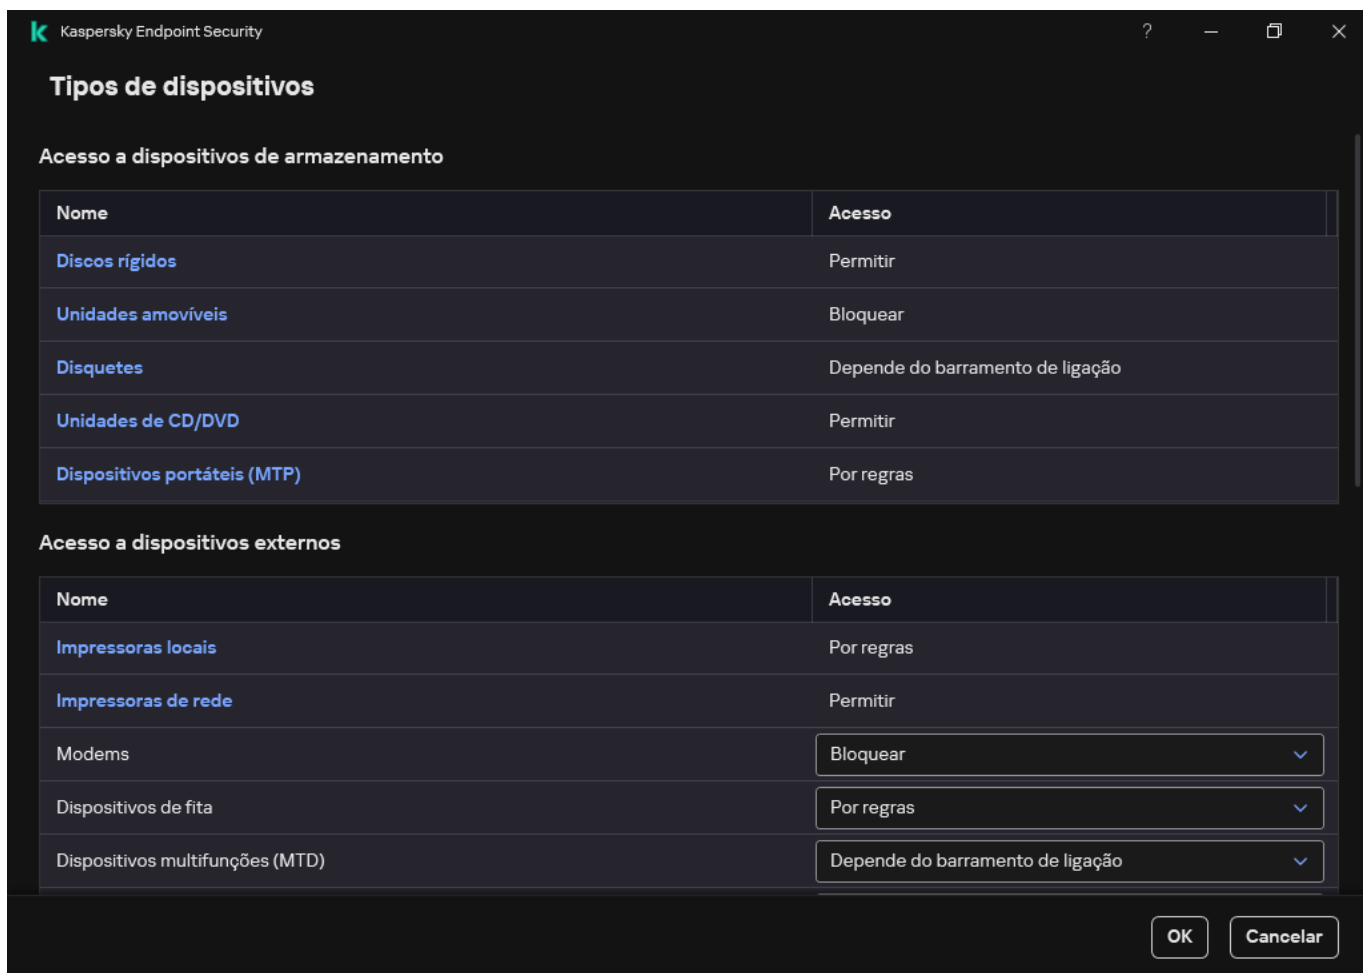 Kaspersky Endpoint Security
?
Tipos de dispositivos
Acesso a dispositivos de armazenamento
Nome Acesso
Discos rígidos Permitir
Unidades amovíveis Bloquear
Disquetes Depende do barramento de ligação
Unidades de CD/DVD Permitir
Dispositivos portáteis (MTP) Por regras
Acesso a dispositivos externos
Nome Acesso
Impressoras locais Por regras
Impressoras de rede Permitir
Modems Bloquear
Dispositivos de fita Por regras
Dispositivos multifunções (MTD) Depende do barramento de ligação
OK Cancelar